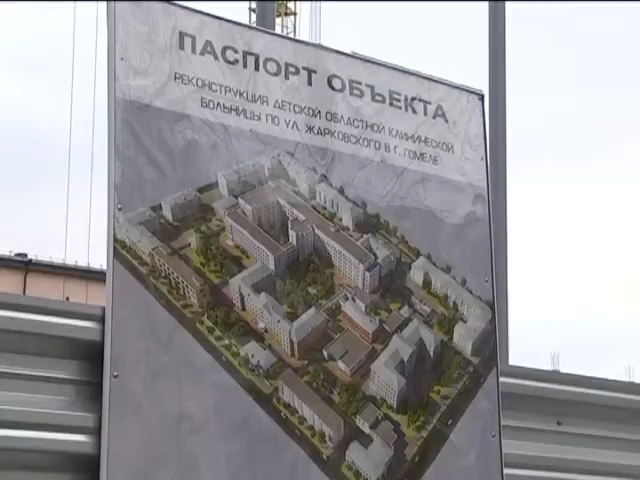 ПАСПОРТ ОБЪЕКТА
РЕКОНСТРУКЦИЯ ДЕТСКОЙ ОБЛАСТНОЙ КЛИНИЧЕСКОЙ
БОЛЬНИЦЫ ПО УЛ. ЖАРКОВСКОГО В Г. ГОМЕЛЕ